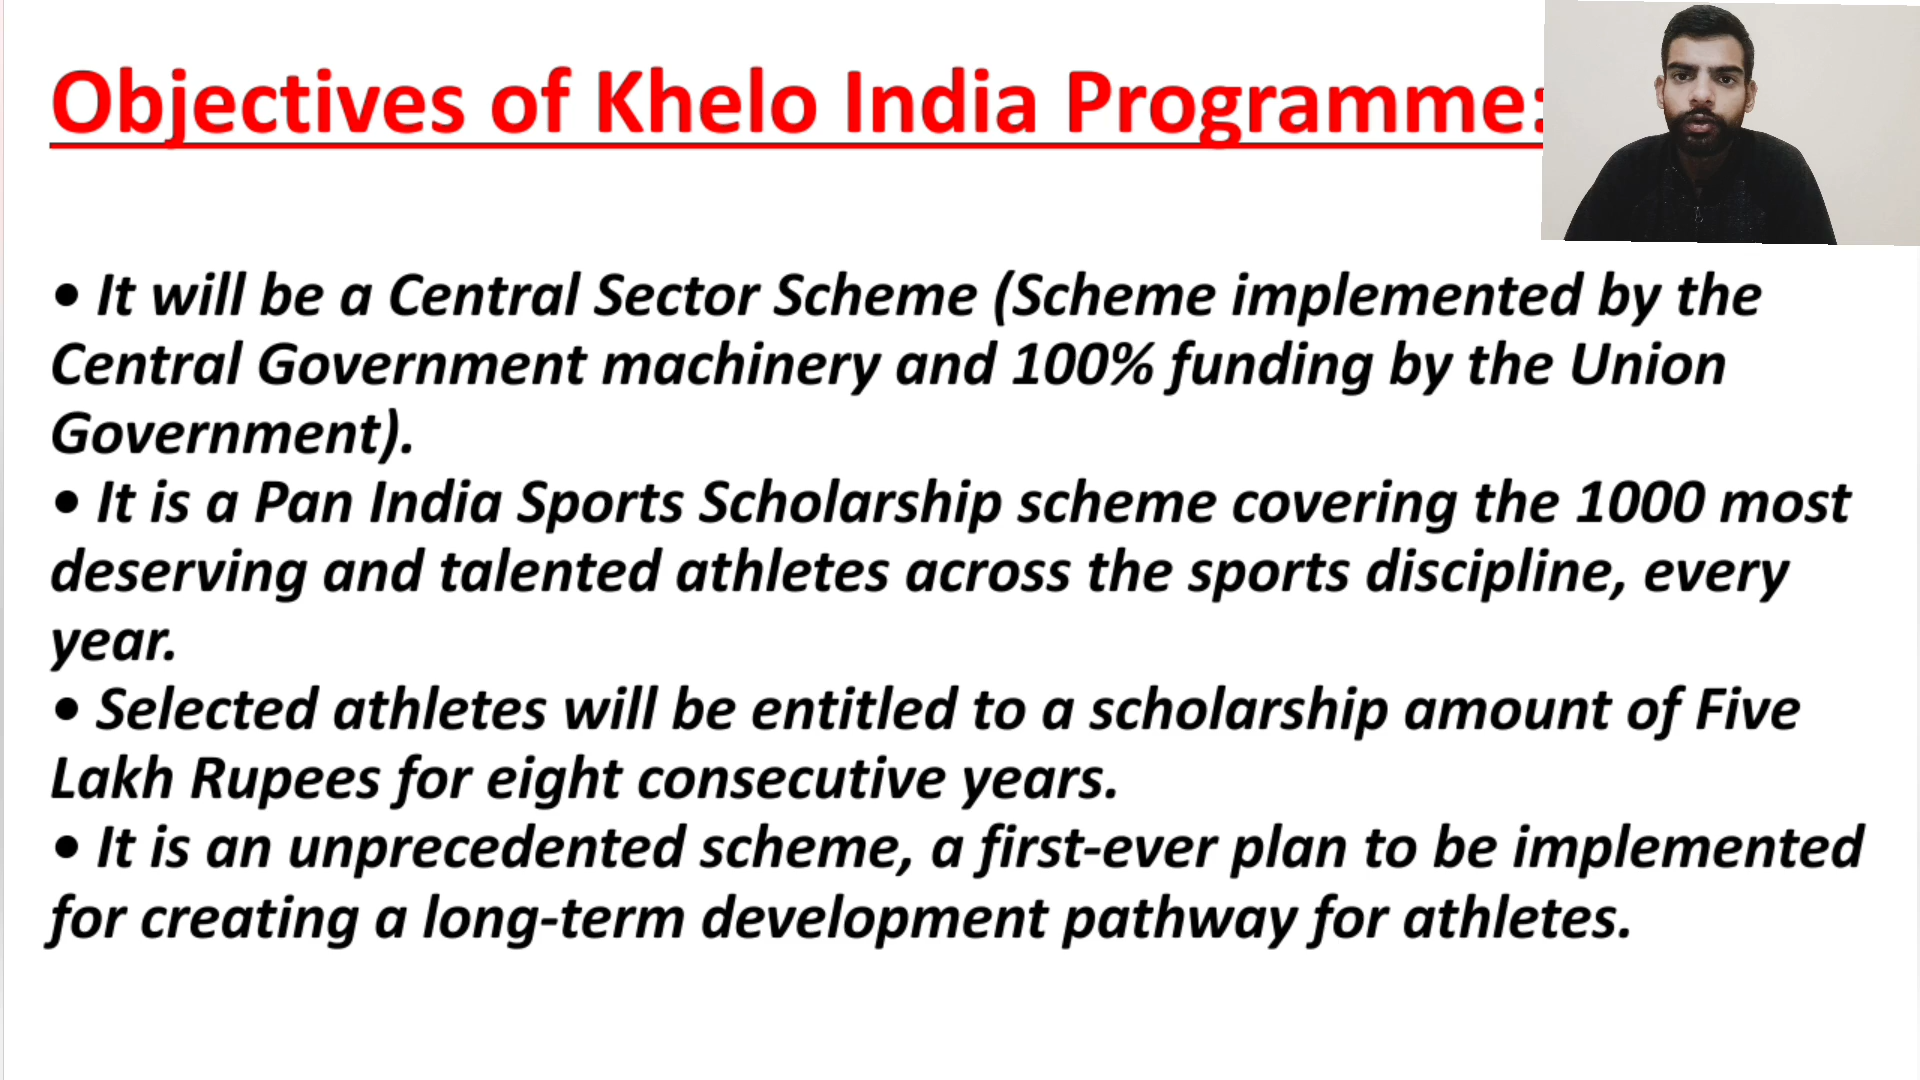 Objectives of Khelo India Programme:
• It will be a Central Sector Scheme (Scheme implemented by the
Central Government machinery and 100% funding by the Union
Government).
• It is a Pan India Sports Scholarship scheme covering the 1000 most
deserving and talented athletes across the sports discipline, every
year.
• Selected athletes will be entitled to a scholarship amount of Five
Lakh Rupees for eight consecutive years.
• It is an unprecedented scheme, a first-ever plan to be implemented
for creating a long-term development pathway for athletes.